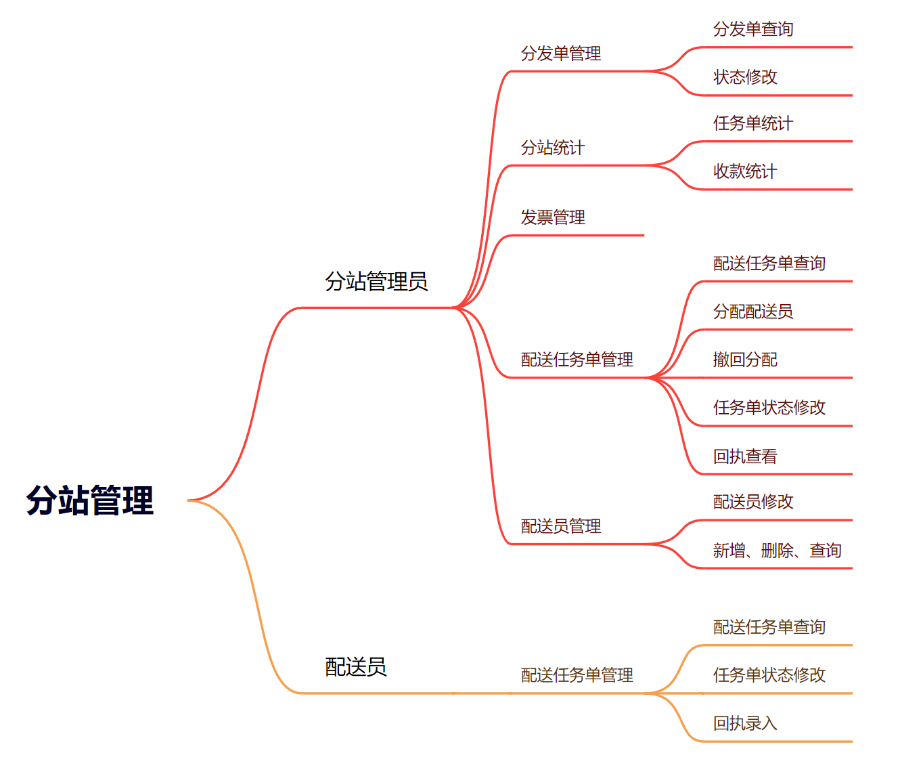 分站管理
分站管理员
分发单管理
分发单查询
状态修改
分站统计
任务单统计
收款统计
发票管理
配送任务单管理
配送任务单查询
分配配送员
撤回分配
任务单状态修改
回执查看
配送员管理
配送员修改
新增、删除、查询
配送员
配送任务单管理
配送任务单查询
任务单状态修改
回执录入